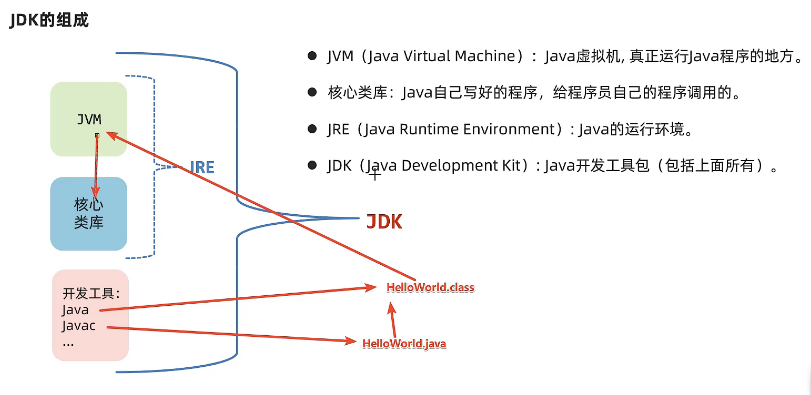 JDK的组成
● JVM（Java Virtual Machine）：Java虚拟机, 真正运行Java程序的地方。
● 核心类库：Java自己写好的程序，给程序员自己的程序调用的。
● JRE（Java Runtime Environment）: Java的运行环境。
● JDK（Java Development Kit）: Java开发工具包（包括上面所有）。
JVM
JRE
核心
类库
JDK
开发工具：
Java
Javac
...
HelloWorld.class
HelloWorld.java